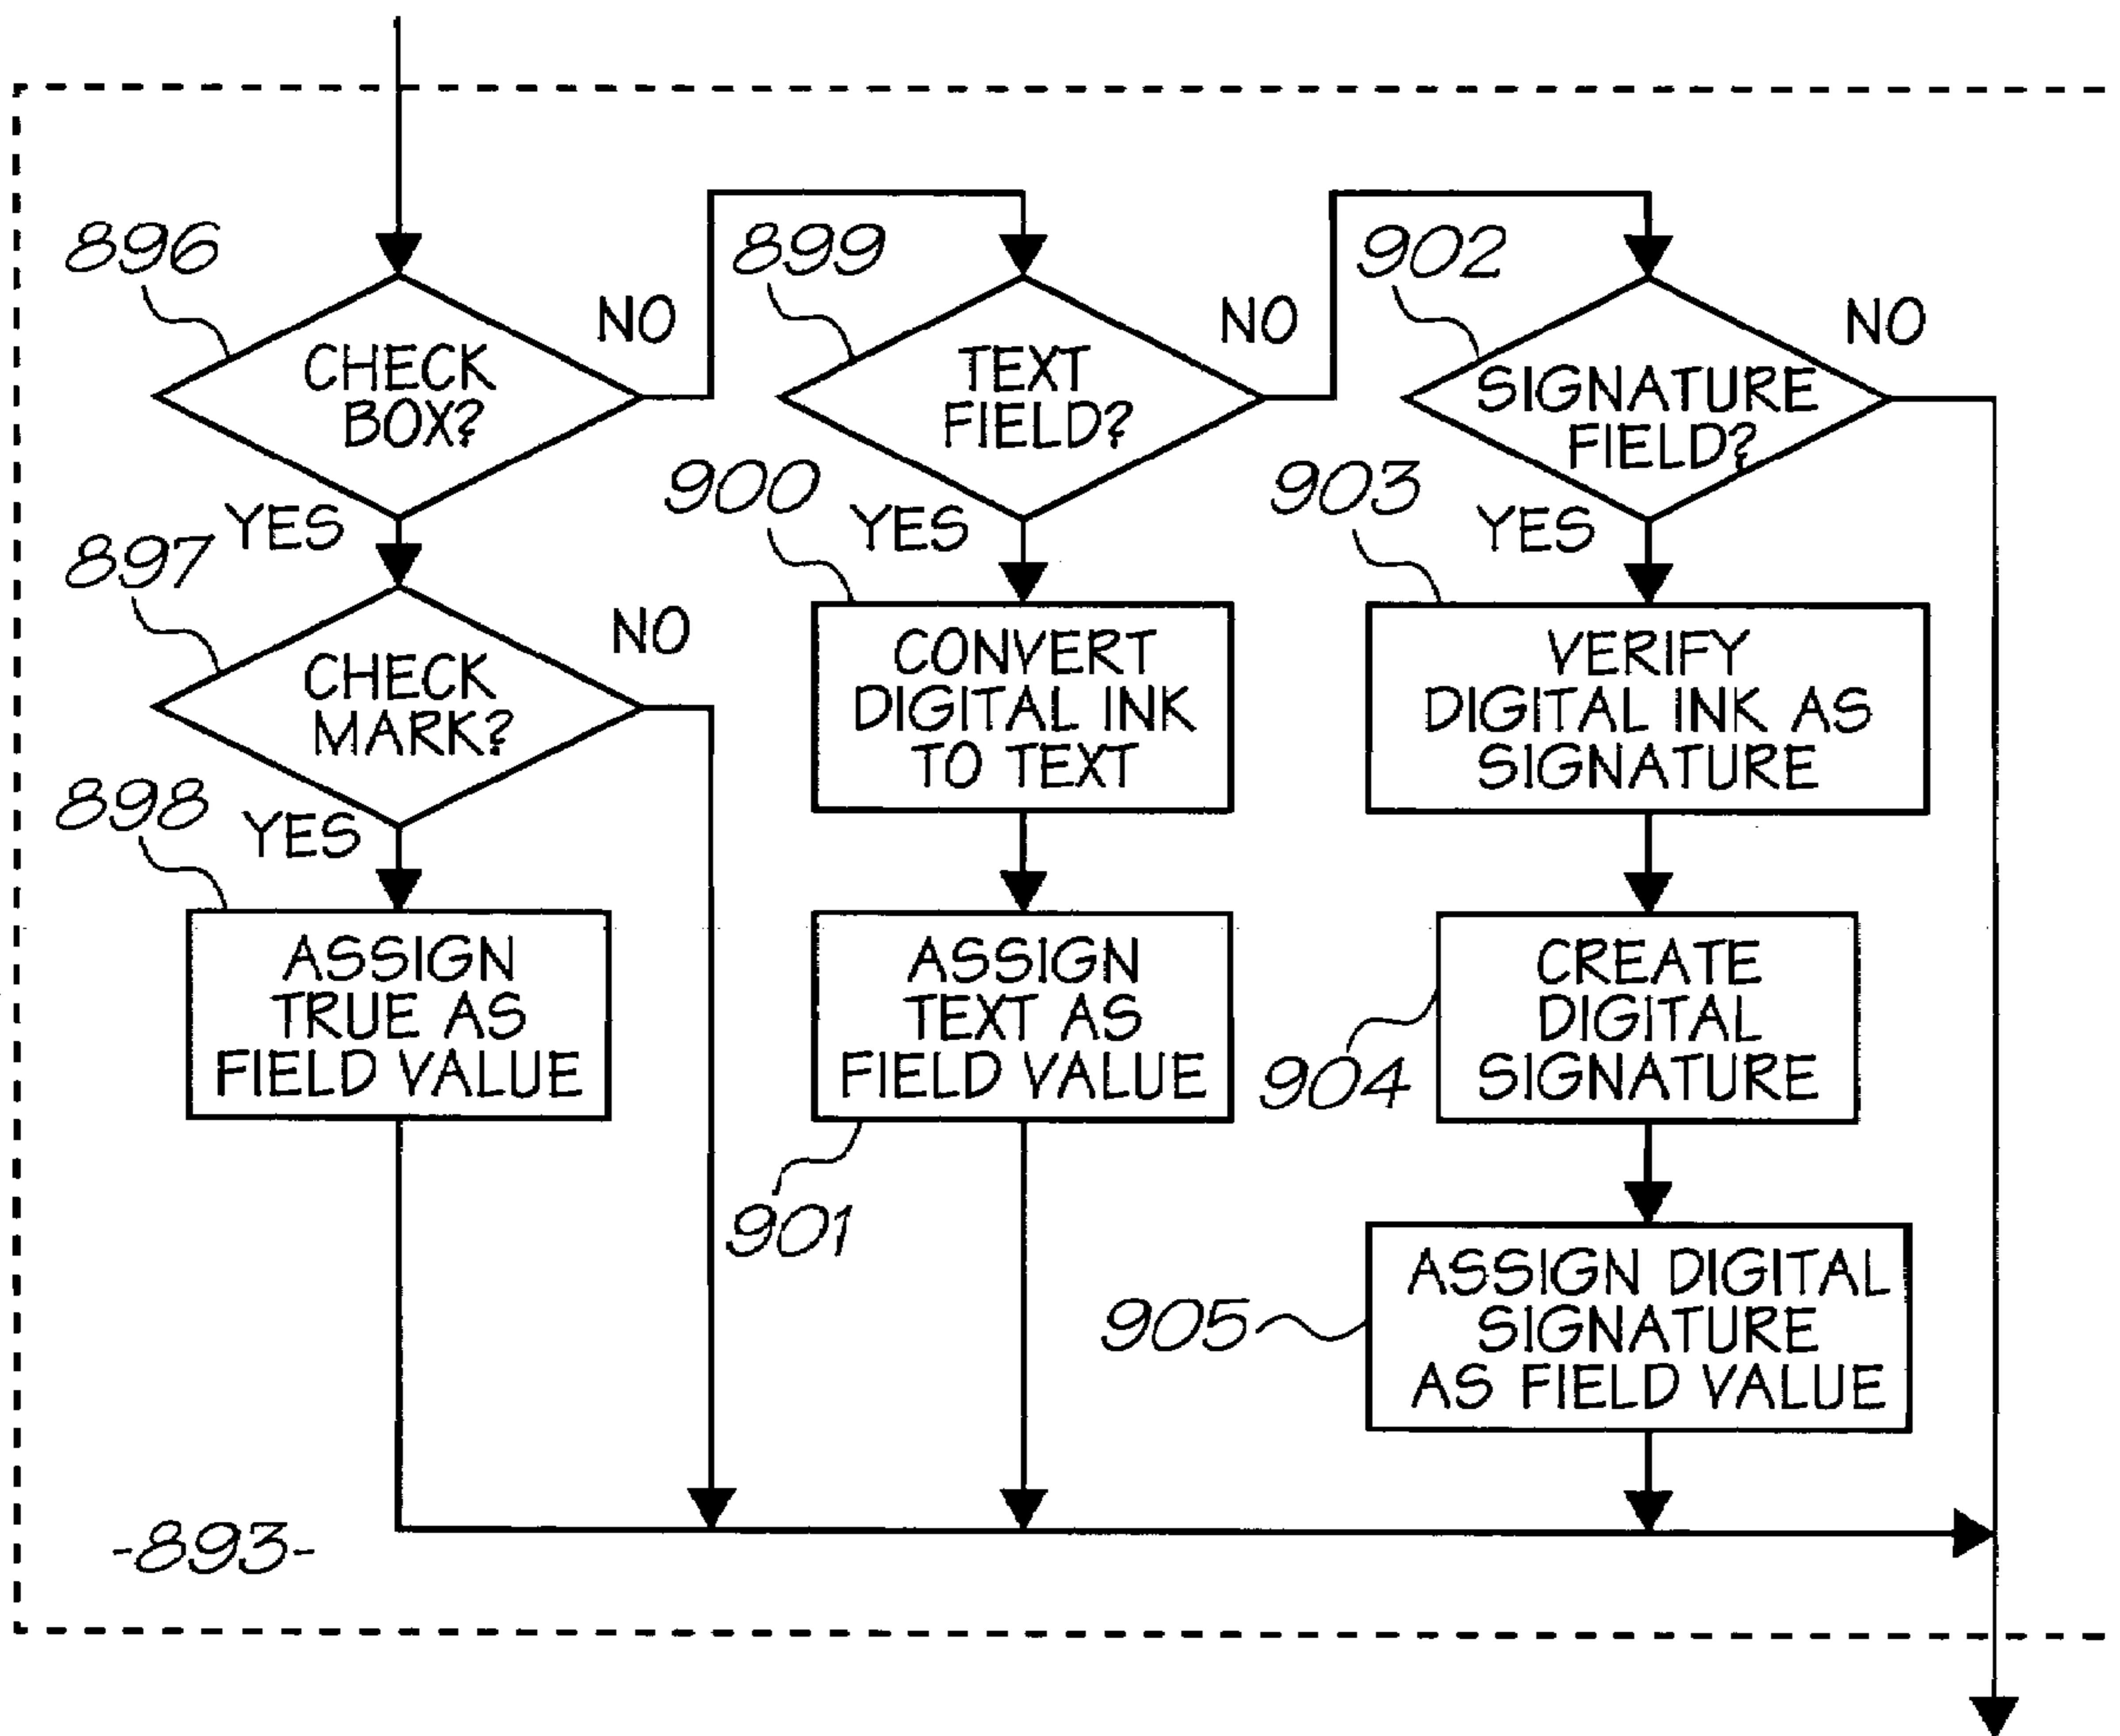 896
CHECK
BOX?
NO
YES
897
CHECK
MARK?
NO
YES
898
ASSIGN
TRUE AS
FIELD VALUE
899
TEXT
FIELD?
NO
YES
900
CONVERT
DIGITAL INK
TO TEXT
ASSIGN
TEXT AS
FIELD VALUE
901
902
SIGNATURE
FIELD?
NO
YES
903
VERIFY
DIGITAL INK AS
SIGNATURE
CREATE
DIGITAL
SIGNATURE
904
ASSIGN DIGITAL
SIGNATURE
AS FIELD VALUE
905
-893-